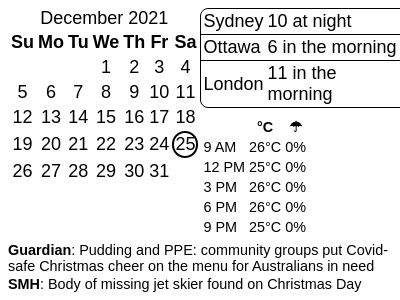 December 2021
Su Mo Tu We Th Fr Sa
1 2 3 4
5 6 7 8 9 10 11
12 13 14 15 16 17 18
19 20 21 22 23 24 25
26 27 28 29 30 31
Sydney 10 at night
Ottawa 6 in the morning
London 11 in the
morning
°C ☂
9 AM 26°C 0%
12 PM 25°C 0%
3 PM 26°C 0%
6 PM 26°C 0%
9 PM 25°C 0%
Guardian: Pudding and PPE: community groups put Covid-
safe Christmas cheer on the menu for Australians in need
SMH: Body of missing jet skier found on Christmas Day